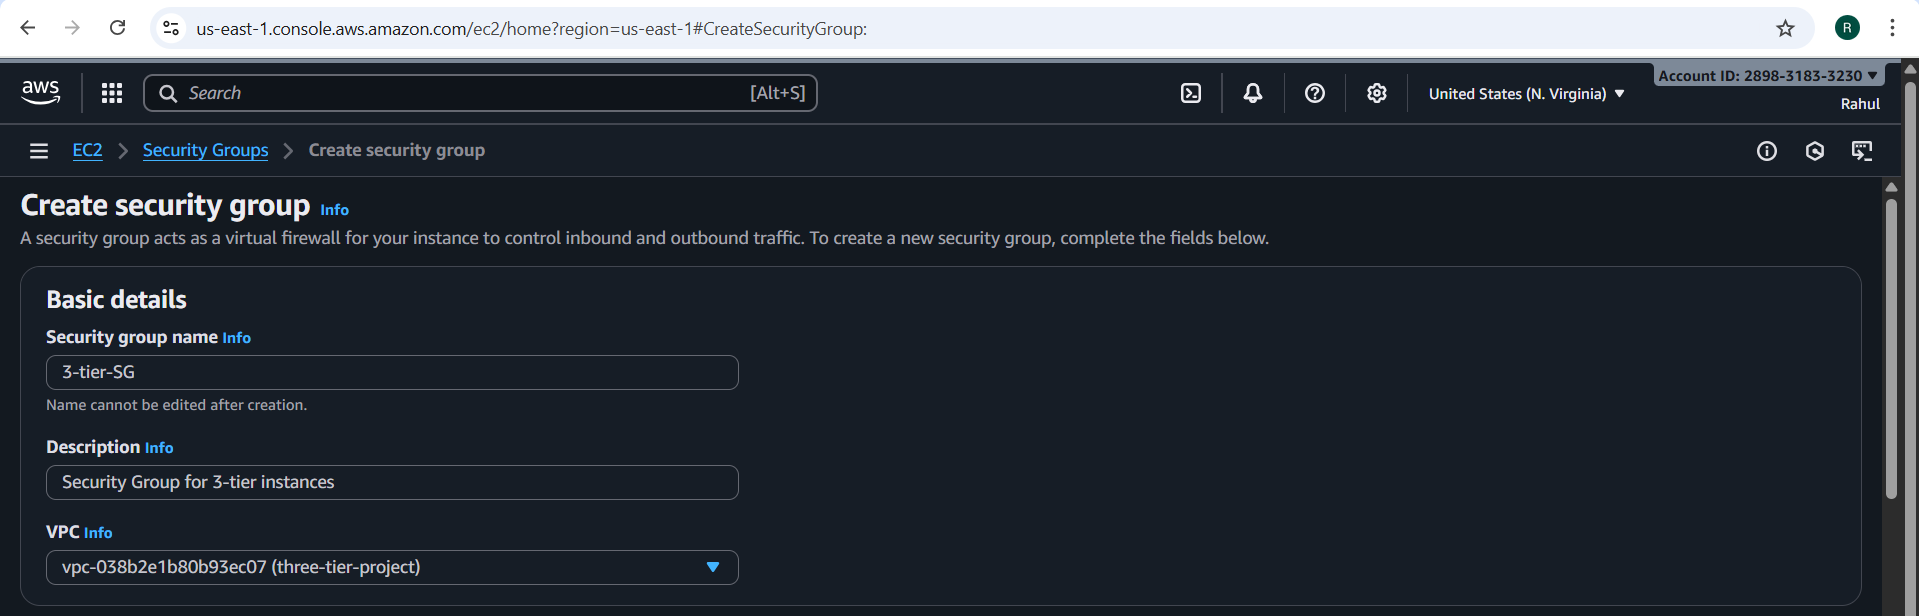 us-east-1.console.aws.amazon.com/ec2/home?region=us-east-1#CreateSecurityGroup:
R
aws
Search
[Alt+S]
United States (N. Virginia)
Account ID: 2898-3183-3230
Rahul
EC2
Security Groups
Create security group
Create security group Info
A security group acts as a virtual firewall for your instance to control inbound and outbound traffic. To create a new security group, complete the fields below.
Basic details
Security group name Info
3-tier-SG
Name cannot be edited after creation.
Description Info
Security Group for 3-tier instances
VPC Info
vpc-038b2e1b80b93ec07 (three-tier-project)